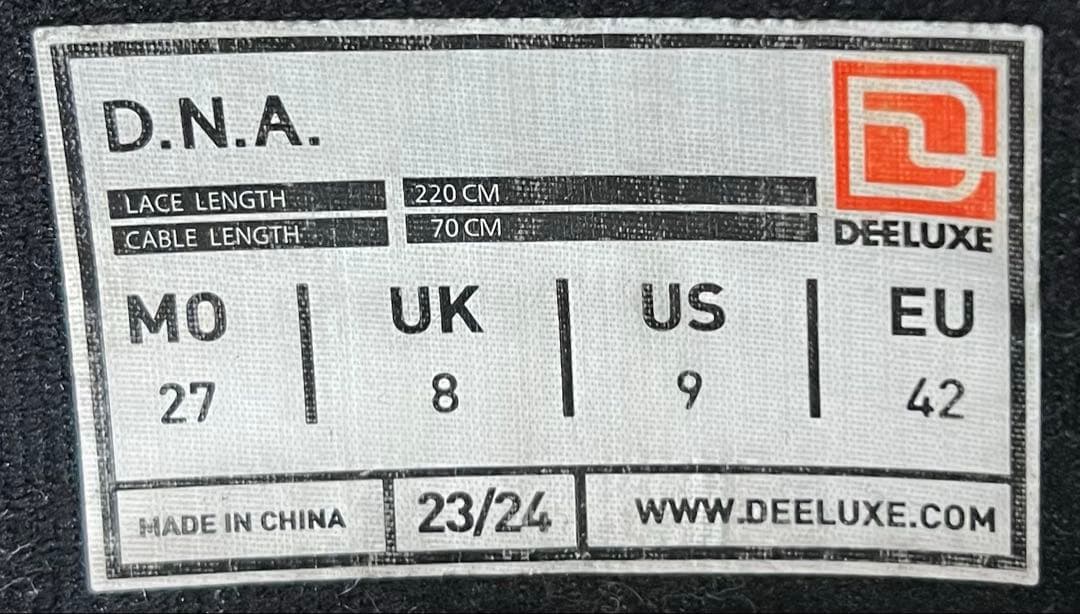 D.N.A.
LACE LENGTH 220 CM
CABLE LENGTH 70 CM
DEELUXE
MO UK US EU
27 8 9 42
MADE IN CHINA 23/24 WWW.DEELUXE.COM